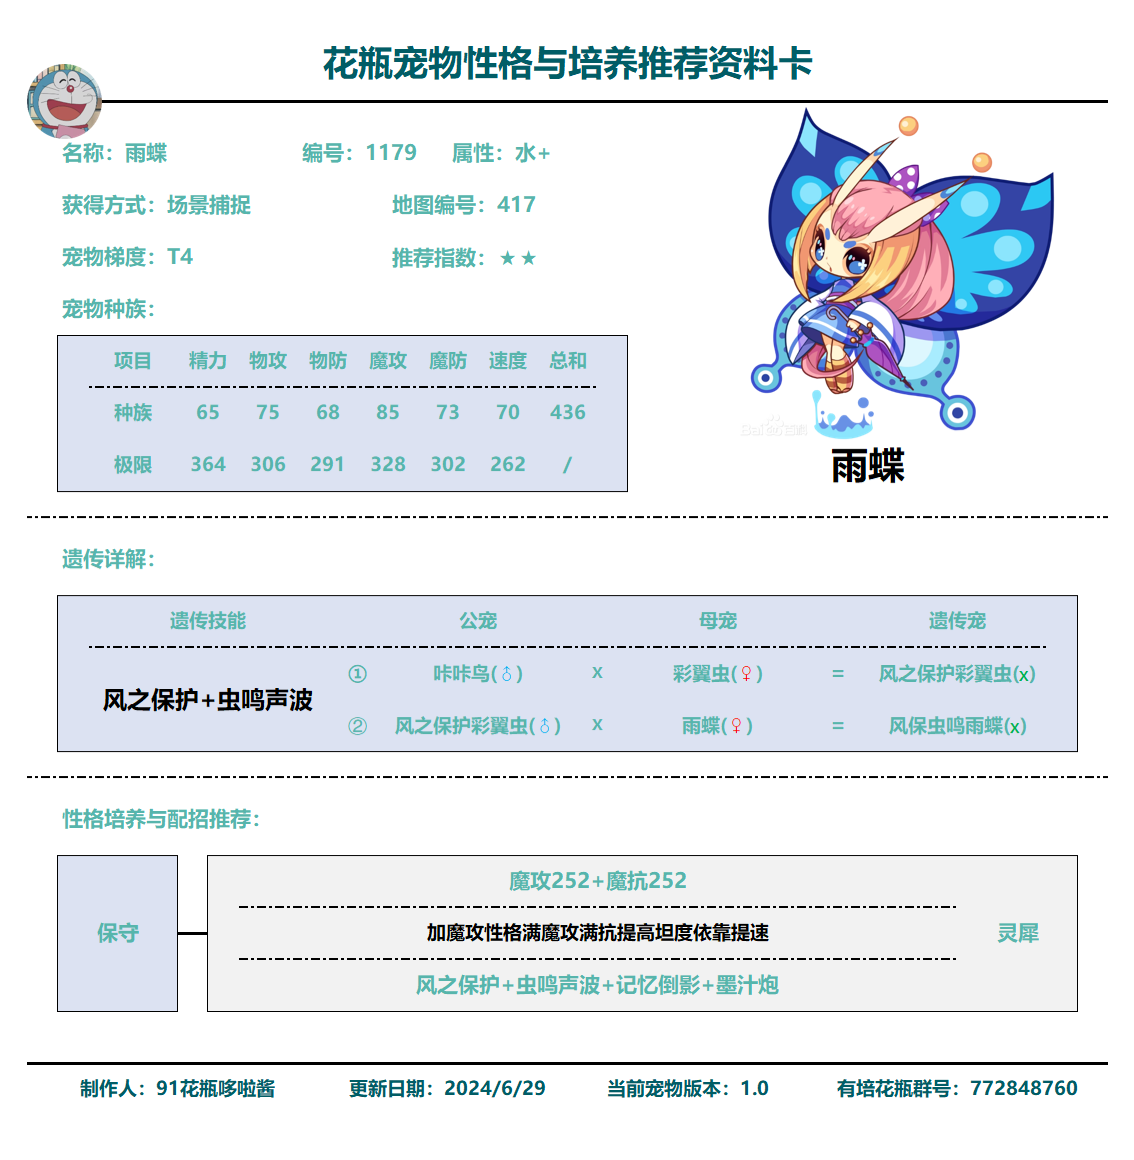 花瓶宠物性格与培养推荐资料卡
名称：雨蝶 编号：1179 属性：水+
获得方式：场景捕捉 地图编号：417
宠物梯度：T4 推荐指数：★★
宠物种族：
项目 精力 物攻 物防 魔攻 魔防 速度 总和
种族 65 75 68 85 73 70 436
极限 364 306 291 328 302 262 /
雨蝶
遗传详解：
遗传技能 公宠 母宠 遗传宠
① 咔咔鸟(♂) x 彩翼虫(♀) = 风之保护彩翼虫(x)
风之保护+虫鸣声波
② 风之保护彩翼虫(♂) x 雨蝶(♀) = 风保虫鸣雨蝶(x)
性格培养与配招推荐：
魔攻252+魔抗252
保守 加魔攻性格满魔攻满抗提高坦度依靠提速 灵犀
风之保护+虫鸣声波+记忆倒影+墨汁炮
制作人：91花瓶哆啦酱 更新日期：2024/6/29 当前宠物版本：1.0 有培花瓶群号：772848760